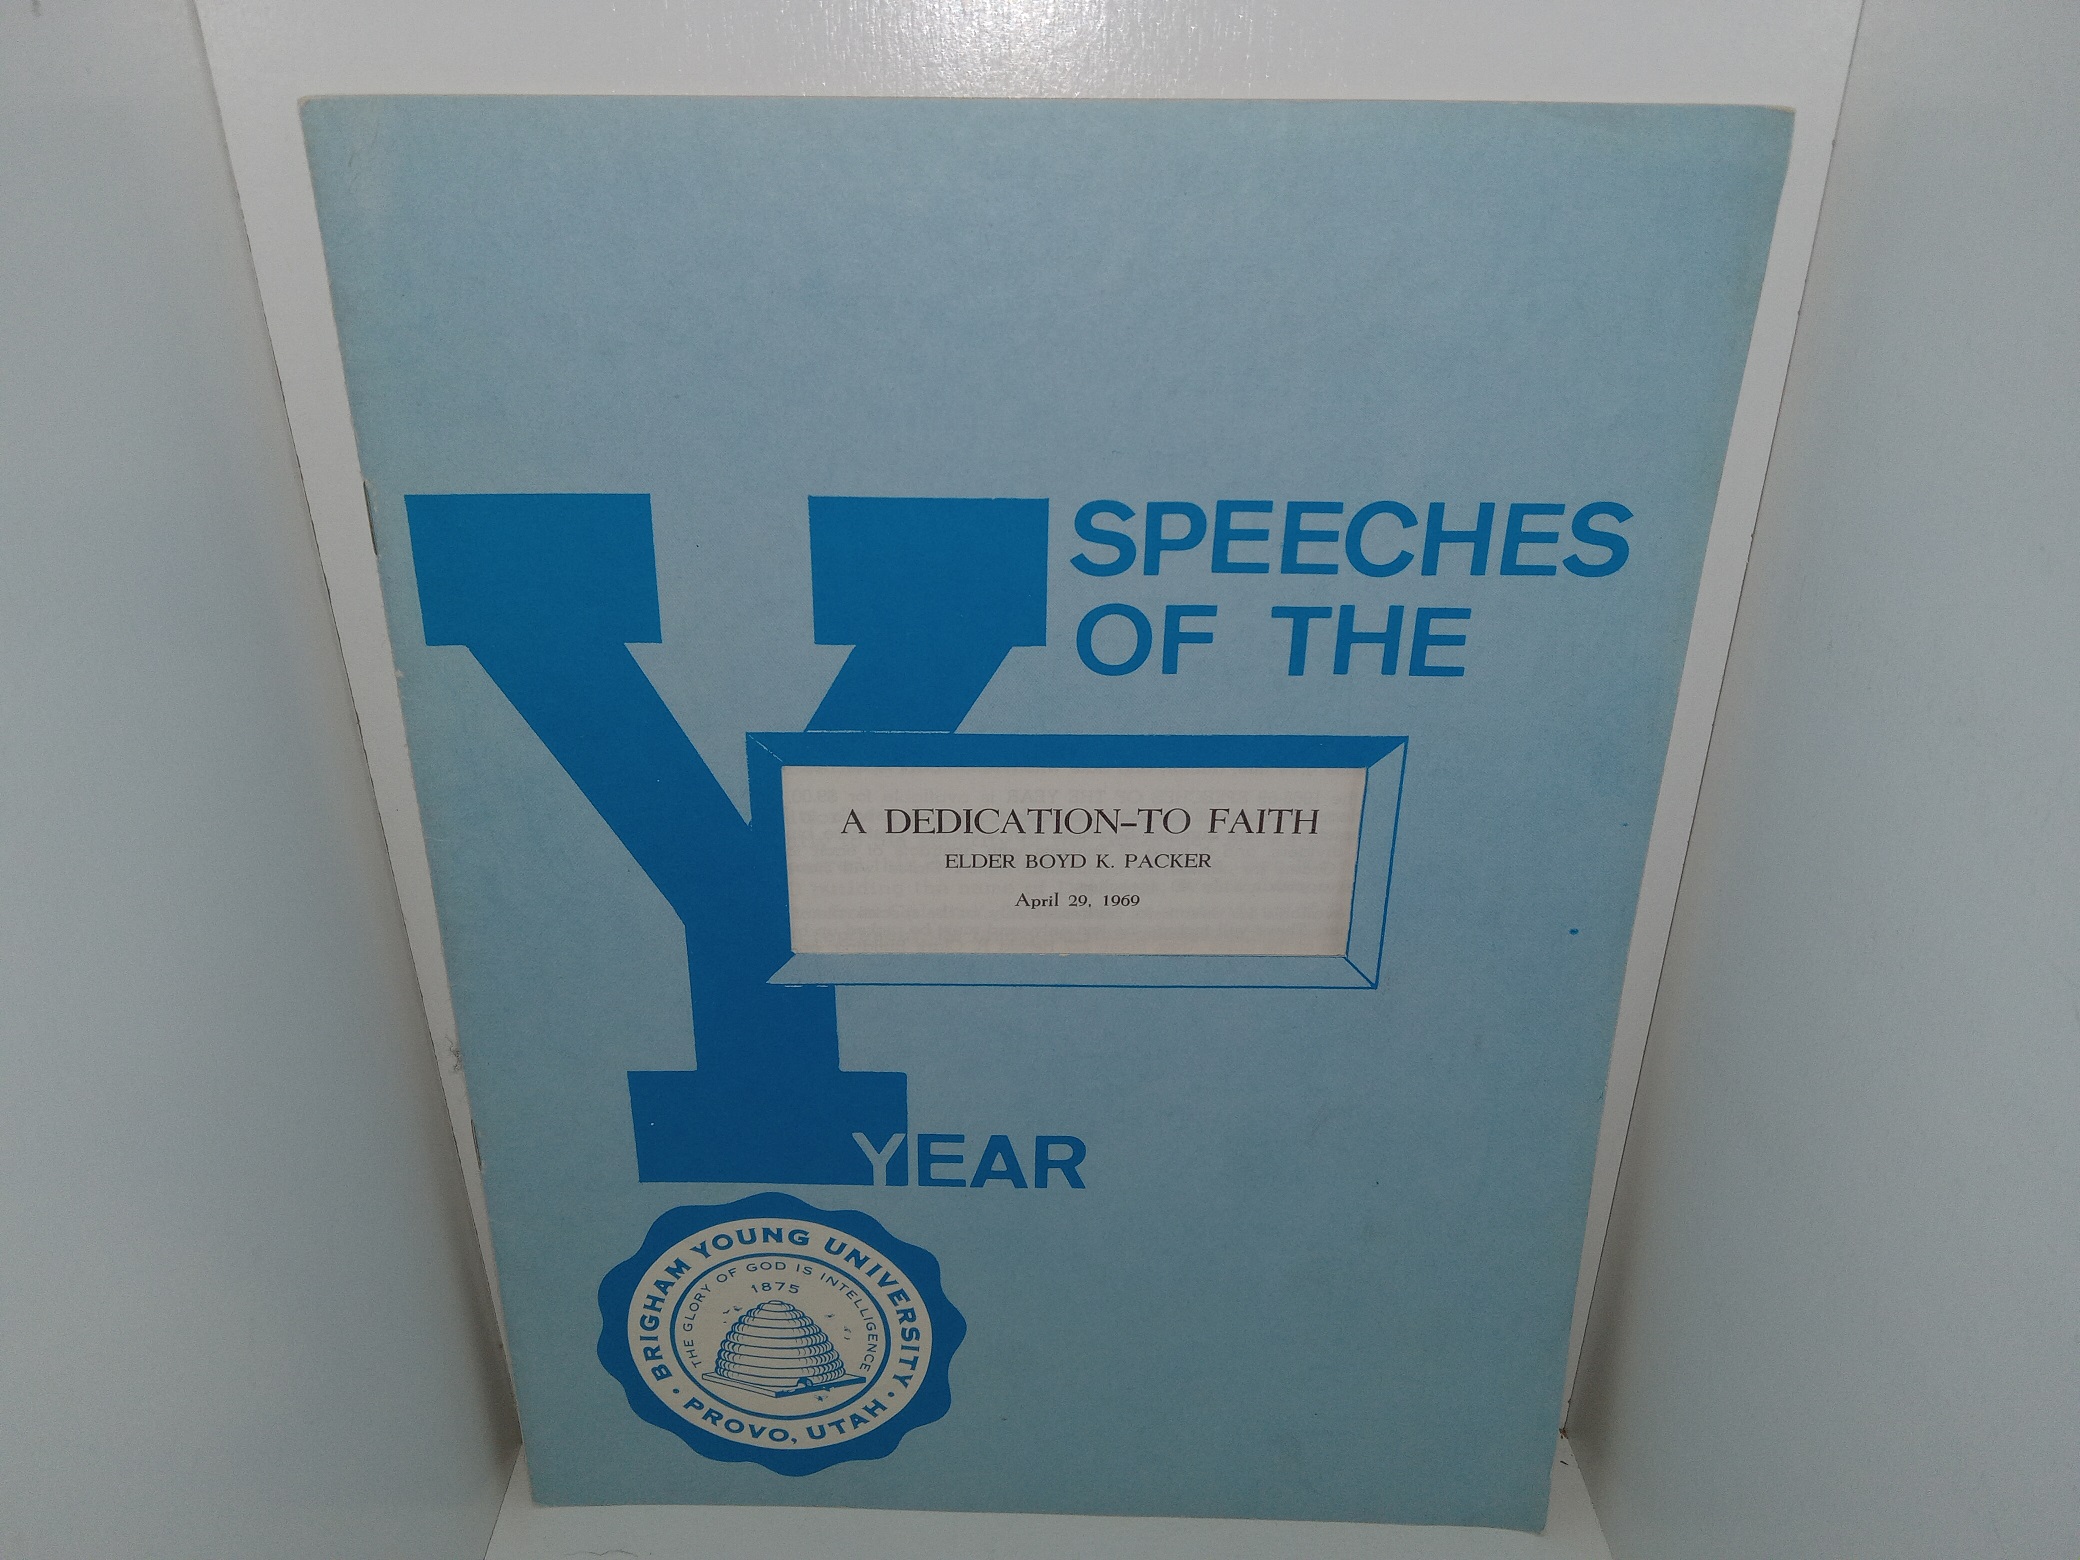 SPEECHES
OF THE
A DEDICATION–TO FAITH
ELDER BOYD K. PACKER
April 29, 1969
YEAR
BRIGHAM YOUNG UNIVERSITY
THE GLORY OF GOD IS INTELLIGENCE
1875
• PROVO, UTAH •